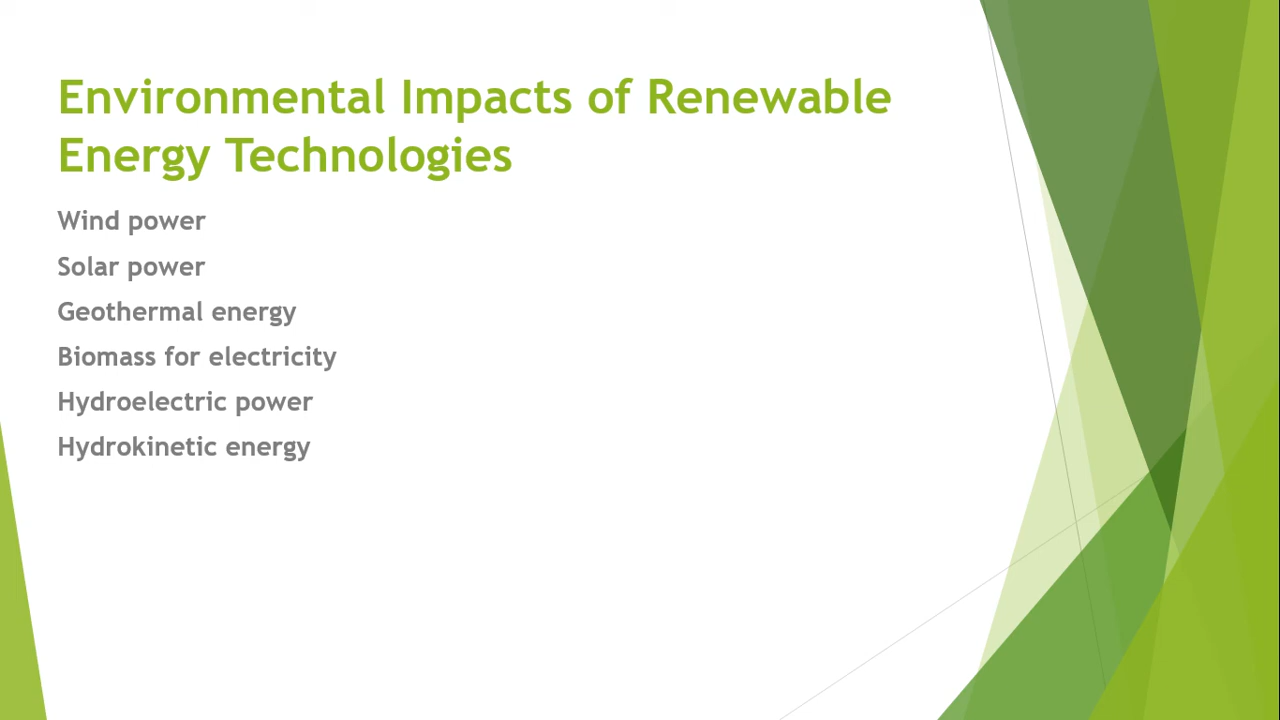 Environmental Impacts of Renewable
Energy Technologies
Wind power
Solar power
Geothermal energy
Biomass for electricity
Hydroelectric power
Hydrokinetic energy